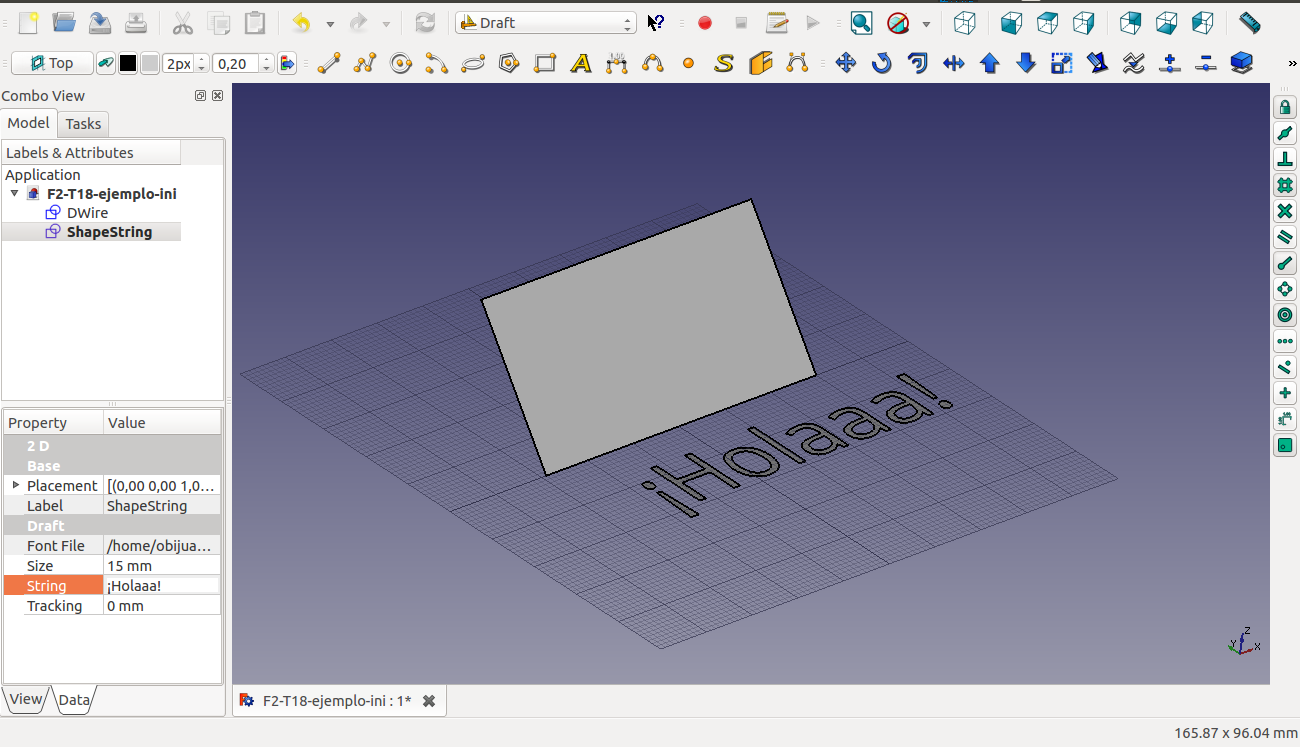 Draft
Top
2px
0,20
Combo View
Model Tasks
Labels & Attributes
Application
F2-T18-ejemplo-ini
DWire
ShapeString
¡Holaaa!
Property Value
2 D
Base
Placement [(0,00 0,00 1,0...
Label ShapeString
Draft
Font File /home/obijua...
Size 15 mm
String ¡Holaaa!
Tracking 0 mm
Z
Y
X
View Data
F2-T18-ejemplo-ini : 1*
165.87 x 96.04 mm